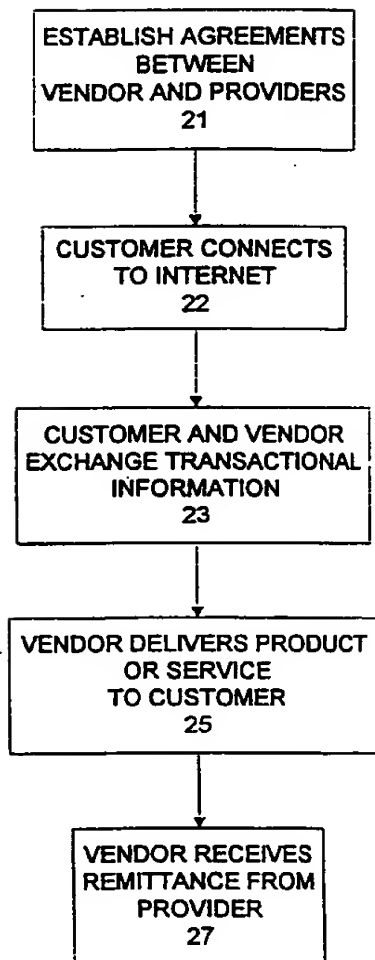 ESTABLISH AGREEMENTS
BETWEEN
VENDOR AND PROVIDERS
21
CUSTOMER CONNECTS
TO INTERNET
22
CUSTOMER AND VENDOR
EXCHANGE TRANSACTIONAL
INFORMATION
23
VENDOR DELIVERS PRODUCT
OR SERVICE
TO CUSTOMER
25
VENDOR RECEIVES
REMITTANCE FROM
PROVIDER
27